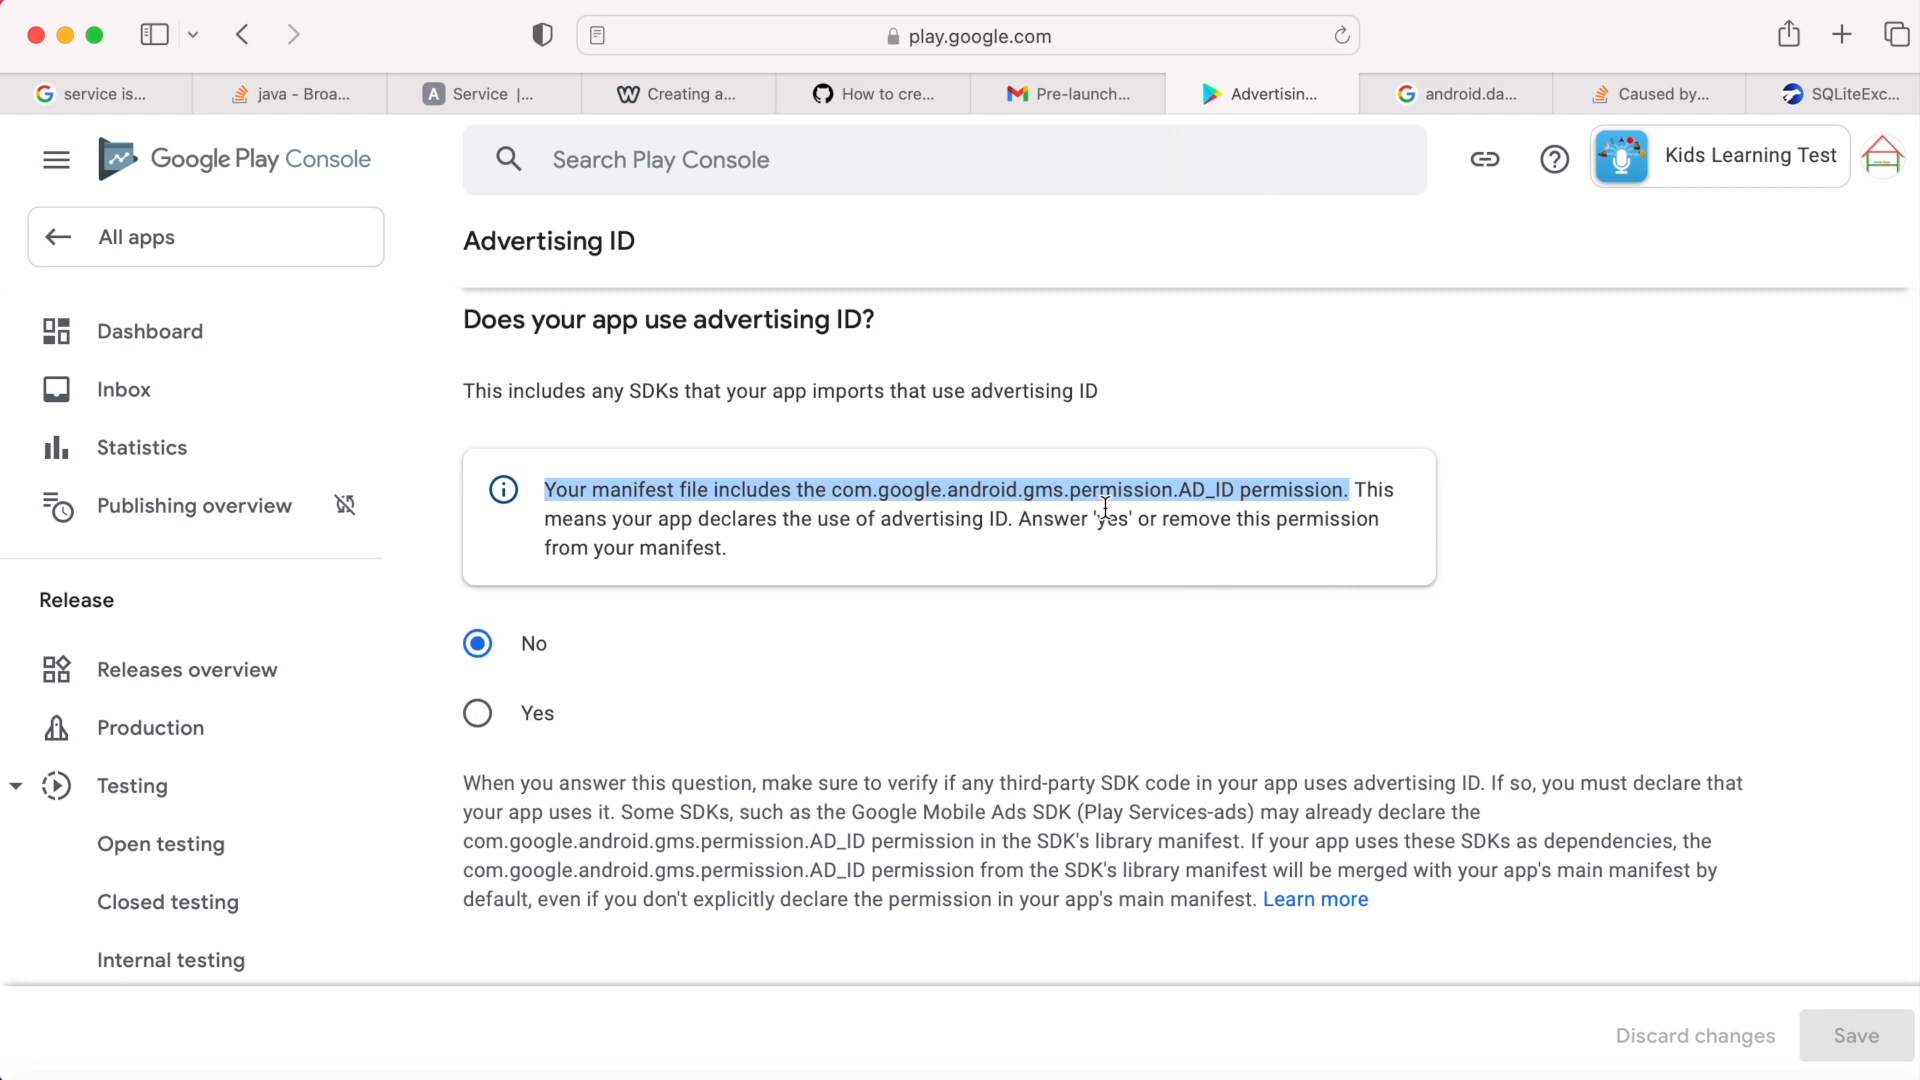 play.google.com
service is...
java - Broa...
Service |...
Creating a...
How to cre...
Pre-launch...
Advertisin...
android.da...
Caused by...
SQLiteExc...
Google Play Console
Search Play Console
Kids Learning Test
All apps
Advertising ID
Dashboard
Inbox
Statistics
Publishing overview
Release
Releases overview
Production
Testing
Open testing
Closed testing
Internal testing
Does your app use advertising ID?
This includes any SDKs that your app imports that use advertising ID
Your manifest file includes the com.google.android.gms.permission.AD_ID permission. This
means your app declares the use of advertising ID. Answer 'yes' or remove this permission
from your manifest.
No
Yes
When you answer this question, make sure to verify if any third-party SDK code in your app uses advertising ID. If so, you must declare that
your app uses it. Some SDKs, such as the Google Mobile Ads SDK (Play Services-ads) may already declare the
com.google.android.gms.permission.AD_ID permission in the SDK's library manifest. If your app uses these SDKs as dependencies, the
com.google.android.gms.permission.AD_ID permission from the SDK's library manifest will be merged with your app's main manifest by
default, even if you don't explicitly declare the permission in your app's main manifest. Learn more
Discard changes
Save